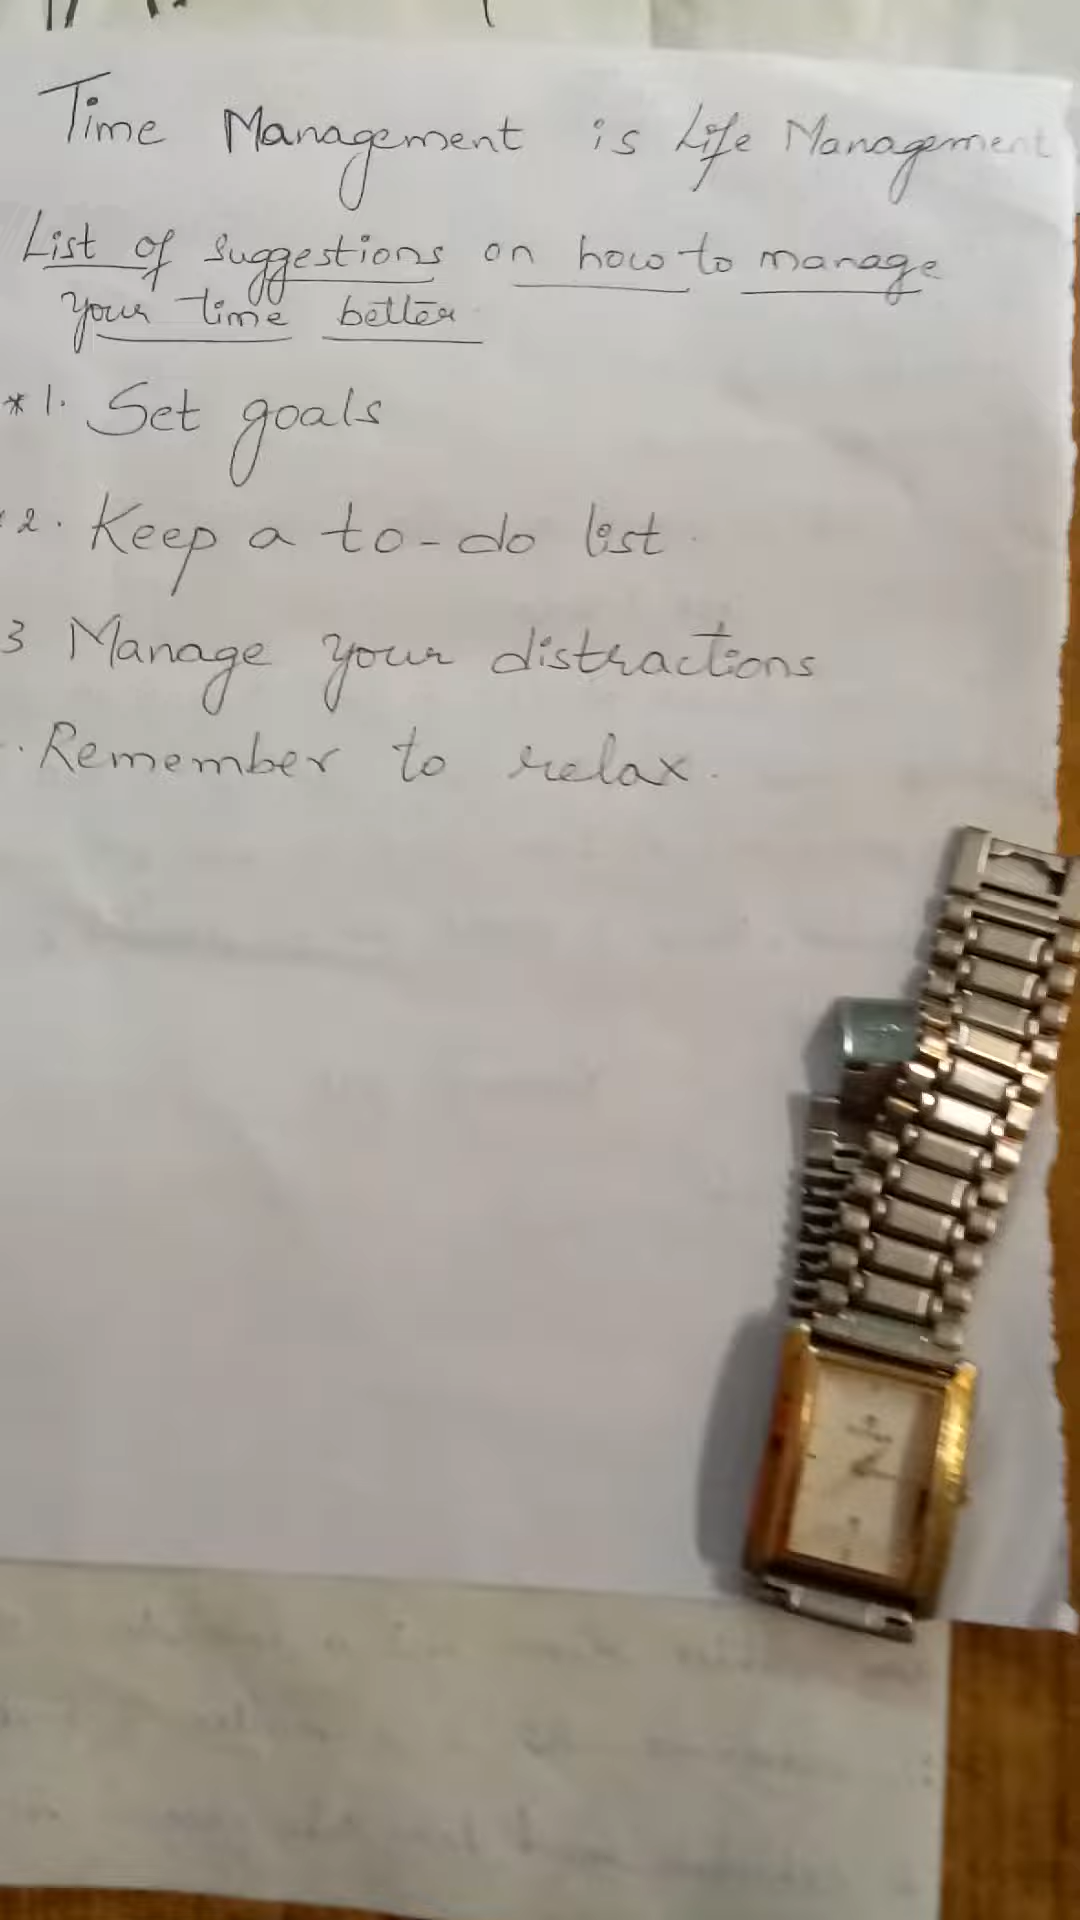 Time Management is Life Management
List of suggestions on how to manage
your time better
* 1. Set goals
2. Keep a to-do list
3 Manage your distractions
. Remember to relax.